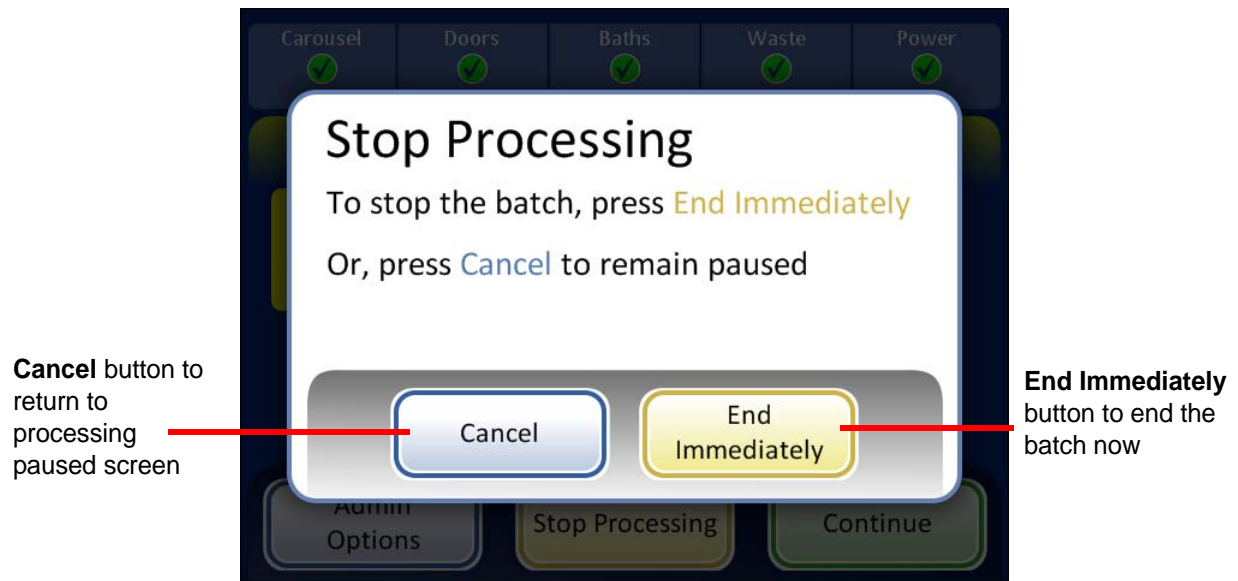 Carousel
Doors
Baths
Waste
Power
Stop Processing
To stop the batch, press End Immediately
Or, press Cancel to remain paused
Cancel button to
return to
processing
paused screen
Cancel
End
Immediately
End Immediately
button to end the
batch now
Admin
Options
Stop Processing
Continue